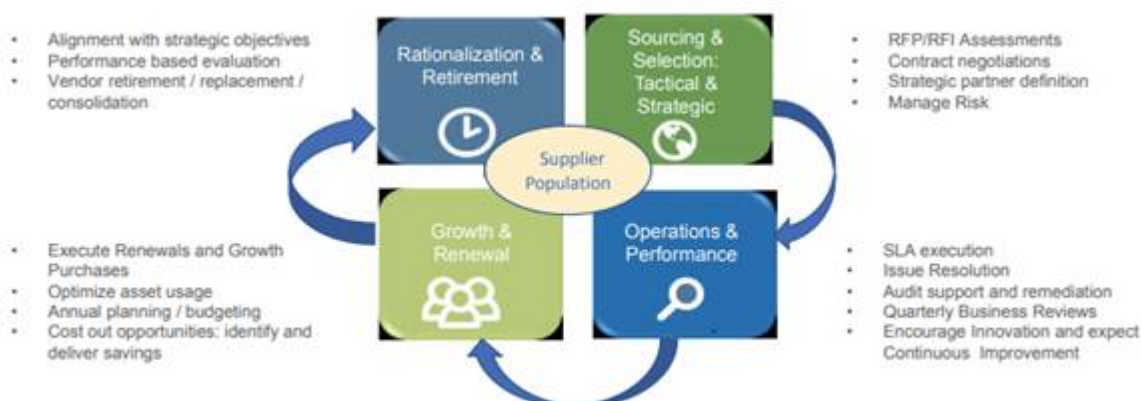 Alignment with strategic objectives
Performance based evaluation
Vendor retirement / replacement /
consolidation
Rationalization &
Retirement
Sourcing &
Selection:
Tactical &
Strategic
RFP/RFI Assessments
Contract negotiations
Strategic partner definition
Manage Risk
Supplier
Population
Execute Renewals and Growth
Purchases
Optimize asset usage
Annual planning / budgeting
Cost out opportunities: identify and
deliver savings
Growth &
Renewal
Operations &
Performance
SLA execution
Issue Resolution
Audit support and remediation
Quarterly Business Reviews
Encourage Innovation and expect
Continuous Improvement